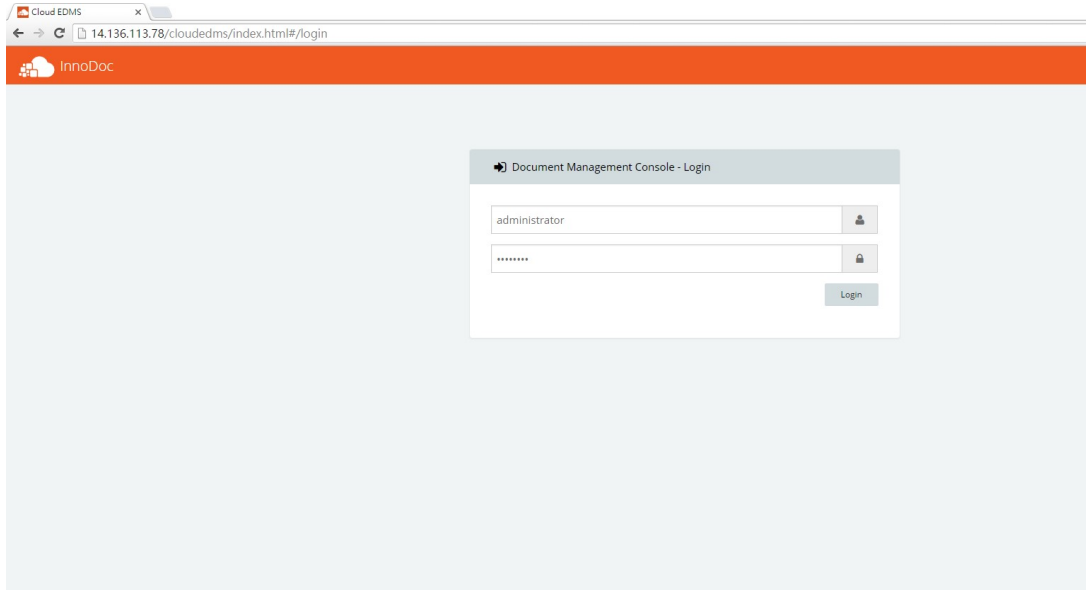 Cloud EDMS
14.136.113.78/cloudedms/index.html#/login
InnoDoc
Document Management Console - Login
administrator
••••••••
Login